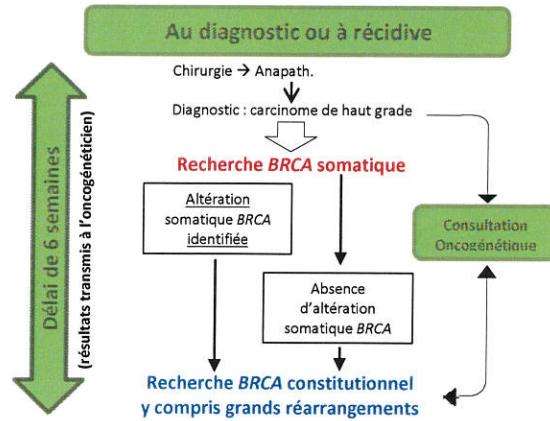 Au diagnostic ou à récidive
Chirurgie → Anapath.
Diagnostic : carcinome de haut grade
Recherche BRCA somatique
Altération
somatique BRCA
identifiée
Absence
d'altération
somatique BRCA
Recherche BRCA constitutionnel
y compris grands réarrangements
Consultation
Oncogénétique
Délai de 6 semaines
(résultats transmis à l'oncogénéticien)